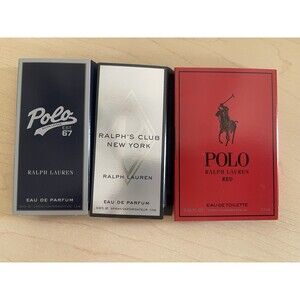 Polo
EST
67
RALPH LAUREN
EAU DE PARFUM
RALPH'S CLUB
NEW YORK
RALPH LAUREN
EAU DE PARFUM
POLO
RALPH LAUREN
RED
EAU DE TOILETTE